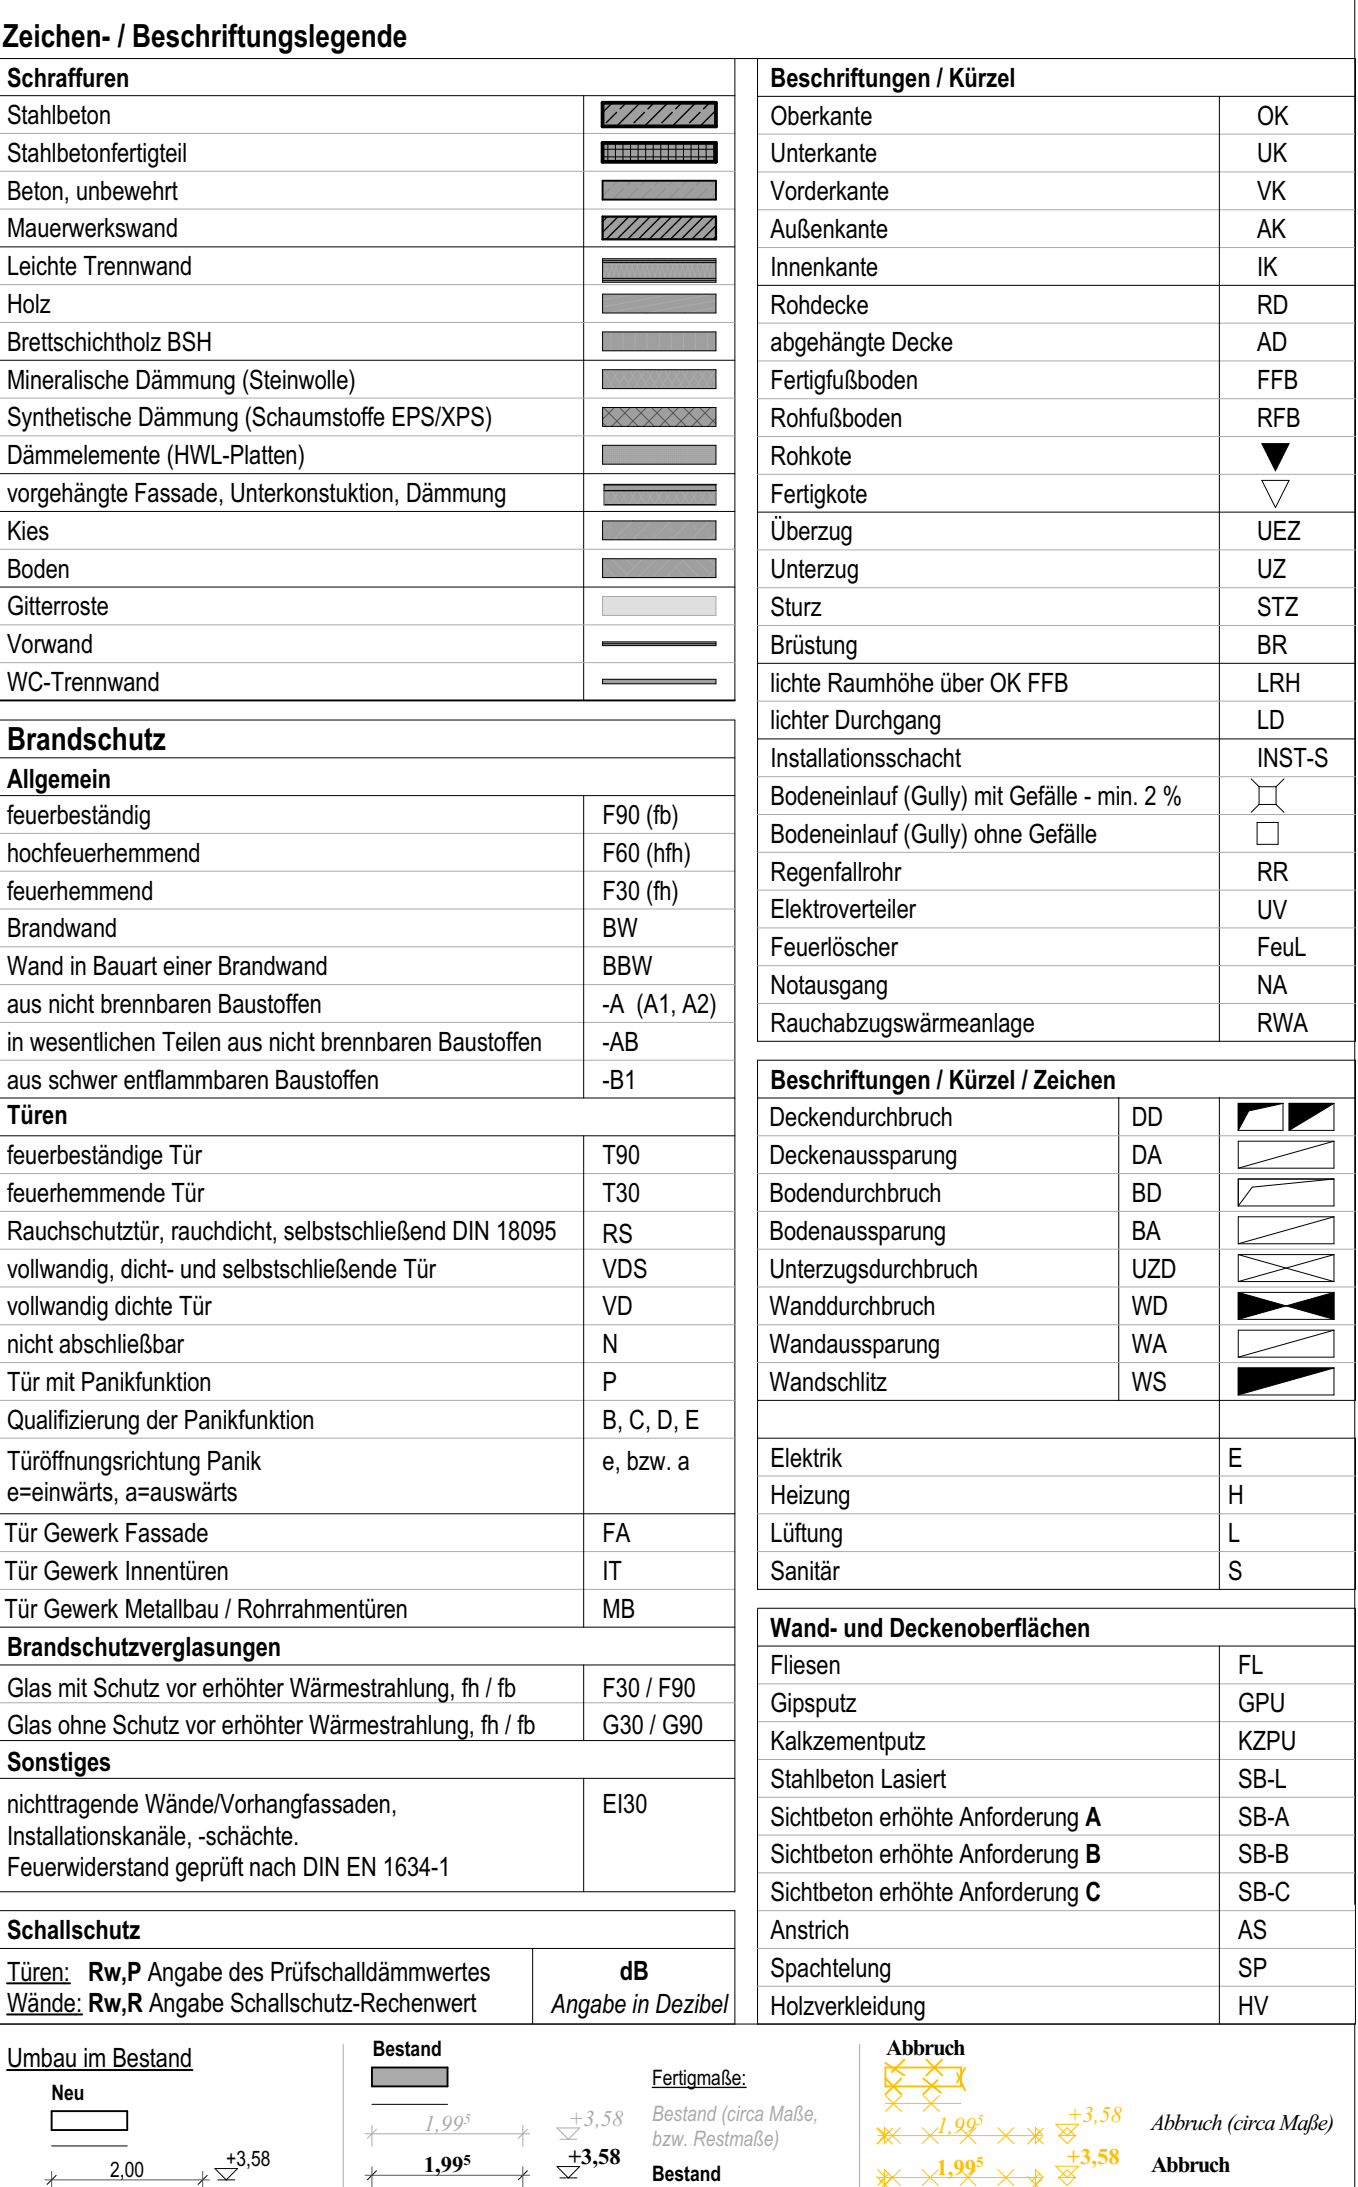 Zeichen- / Beschriftungslegende
Schraffuren
Stahlbeton
Stahlbetonfertigteil
Beton, unbewehrt
Mauerwerkswand
Leichte Trennwand
Holz
Brettschichtholz BSH
Mineralische Dämmung (Steinwolle)
Synthetische Dämmung (Schaumstoffe EPS/XPS)
Dämmelemente (HWL-Platten)
vorgehängte Fassade, Unterkonstuktion, Dämmung
Kies
Boden
Gitterroste
Vorwand
WC-Trennwand
Brandschutz
Allgemein
feuerbeständig F90 (fb)
hochfeuerhemmend F60 (hfh)
feuerhemmend F30 (fh)
Brandwand BW
Wand in Bauart einer Brandwand BBW
aus nicht brennbaren Baustoffen -A (A1, A2)
in wesentlichen Teilen aus nicht brennbaren Baustoffen -AB
aus schwer entflammbaren Baustoffen -B1
Türen
feuerbeständige Tür T90
feuerhemmende Tür T30
Rauchschutztür, rauchdicht, selbstschließend DIN 18095 RS
vollwandig, dicht- und selbstschließende Tür VDS
vollwandig dichte Tür VD
nicht abschließbar N
Tür mit Panikfunktion P
Qualifizierung der Panikfunktion B, C, D, E
Türöffnungsrichtung Panik e, bzw. a
e=einwärts, a=auswärts
Tür Gewerk Fassade FA
Tür Gewerk Innentüren IT
Tür Gewerk Metallbau / Rohrrahmentüren MB
Brandschutzverglasungen
Glas mit Schutz vor erhöhter Wärmestrahlung, fh / fb F30 / F90
Glas ohne Schutz vor erhöhter Wärmestrahlung, fh / fb G30 / G90
Sonstiges
nichttragende Wände/Vorhangfassaden, EI30
Installationskanäle, -schächte.
Feuerwiderstand geprüft nach DIN EN 1634-1
Schallschutz
Türen: Rw,P Angabe des Prüfschalldämmwertes dB
Wände: Rw,R Angabe Schallschutz-Rechenwert Angabe in Dezibel
Beschriftungen / Kürzel
Oberkante OK
Unterkante UK
Vorderkante VK
Außenkante AK
Innenkante IK
Rohdecke RD
abgehängte Decke AD
Fertigfußboden FFB
Rohfußboden RFB
Rohkote
Fertigkote
Überzug UEZ
Unterzug UZ
Sturz STZ
Brüstung BR
lichte Raumhöhe über OK FFB LRH
lichter Durchgang LD
Installationsschacht INST-S
Bodeneinlauf (Gully) mit Gefälle - min. 2 %
Bodeneinlauf (Gully) ohne Gefälle
Regenfallrohr RR
Elektroverteiler UV
Feuerlöscher FeuL
Notausgang NA
Rauchabzugswärmeanlage RWA
Beschriftungen / Kürzel / Zeichen
Deckendurchbruch DD
Deckenaussparung DA
Bodendurchbruch BD
Bodenaussparung BA
Unterzugsdurchbruch UZD
Wanddurchbruch WD
Wandaussparung WA
Wandschlitz WS
Elektrik E
Heizung H
Lüftung L
Sanitär S
Wand- und Deckenoberflächen
Fliesen FL
Gipsputz GPU
Kalkzementputz KZPU
Stahlbeton Lasiert SB-L
Sichtbeton erhöhte Anforderung A SB-A
Sichtbeton erhöhte Anforderung B SB-B
Sichtbeton erhöhte Anforderung C SB-C
Anstrich AS
Spachtelung SP
Holzverkleidung HV
Umbau im Bestand
Neu
2,00 +3,58
Bestand
1,99⁵ +3,58
1,99⁵ +3,58
Fertigmaße:
Bestand (circa Maße,
bzw. Restmaße)
Bestand
Abbruch
1,99⁵ +3,58 Abbruch (circa Maße)
1,99⁵ +3,58 Abbruch